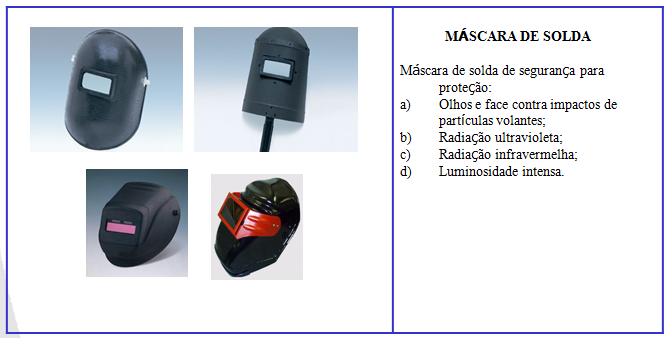 MÁSCARA DE SOLDA
Máscara de solda de segurança para
proteção:
a) Olhos e face contra impactos de
partículas volantes;
b) Radiação ultravioleta;
c) Radiação infravermelha;
d) Luminosidade intensa.